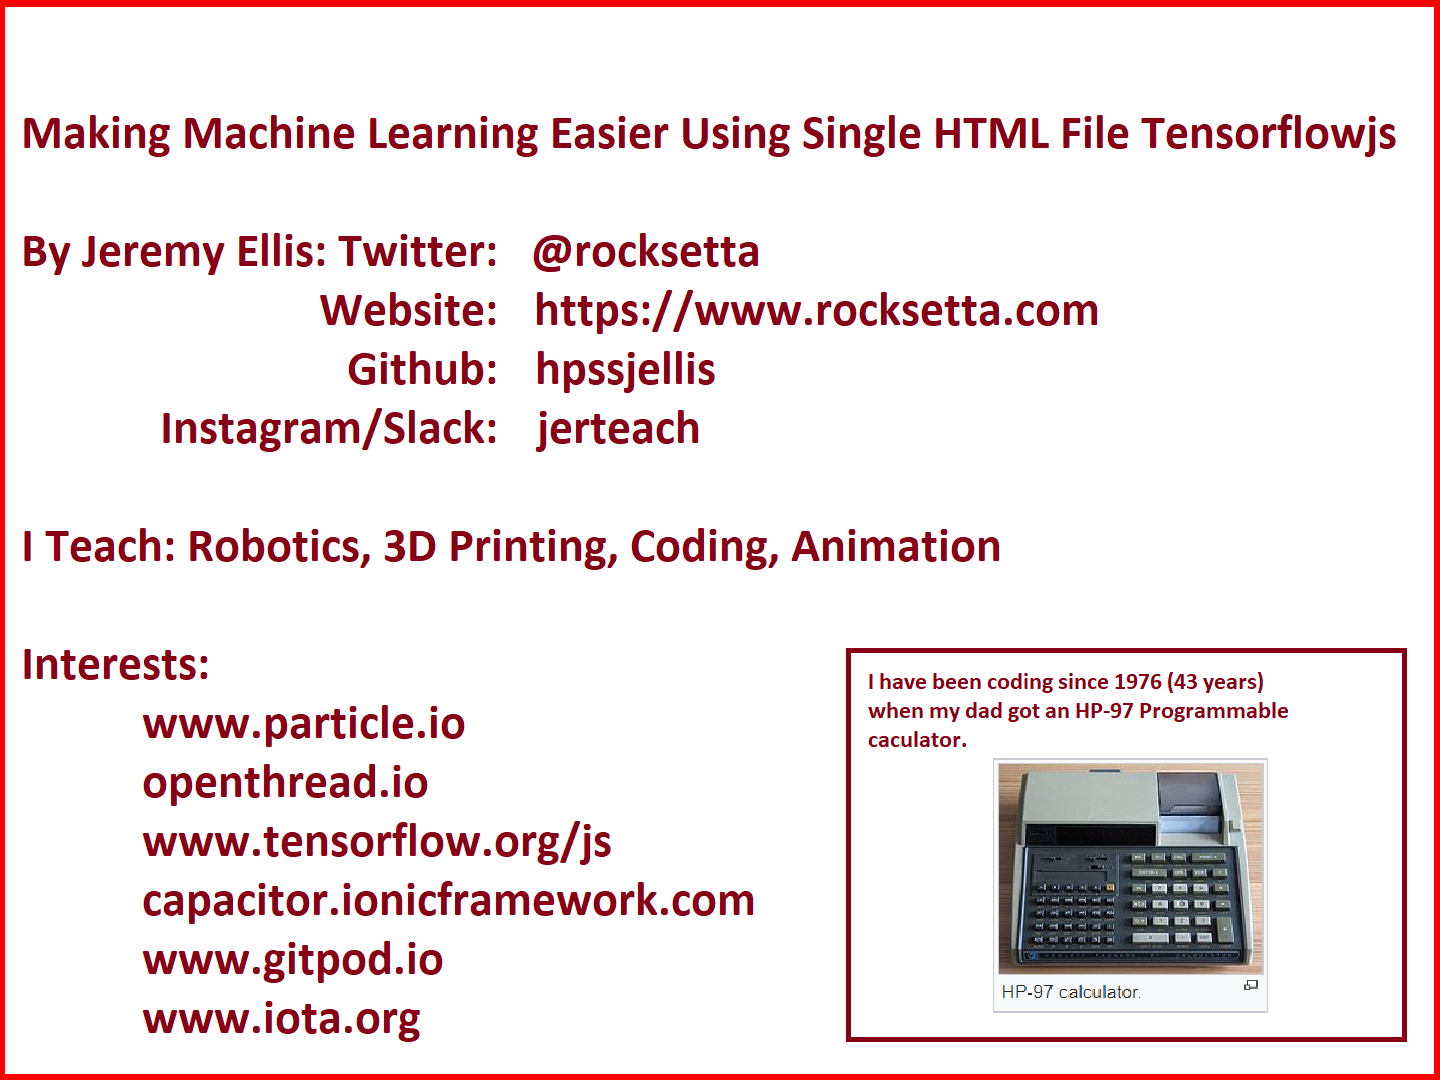 Making Machine Learning Easier Using Single HTML File Tensorflowjs
By Jeremy Ellis: Twitter: @rocksetta
Website: https://www.rocksetta.com
Github: hpssjellis
Instagram/Slack: jerteach
I Teach: Robotics, 3D Printing, Coding, Animation
Interests:
www.particle.io
openthread.io
www.tensorflow.org/js
capacitor.ionicframework.com
www.gitpod.io
www.iota.org
I have been coding since 1976 (43 years)
when my dad got an HP-97 Programmable
caculator.
HP-97 calculator.